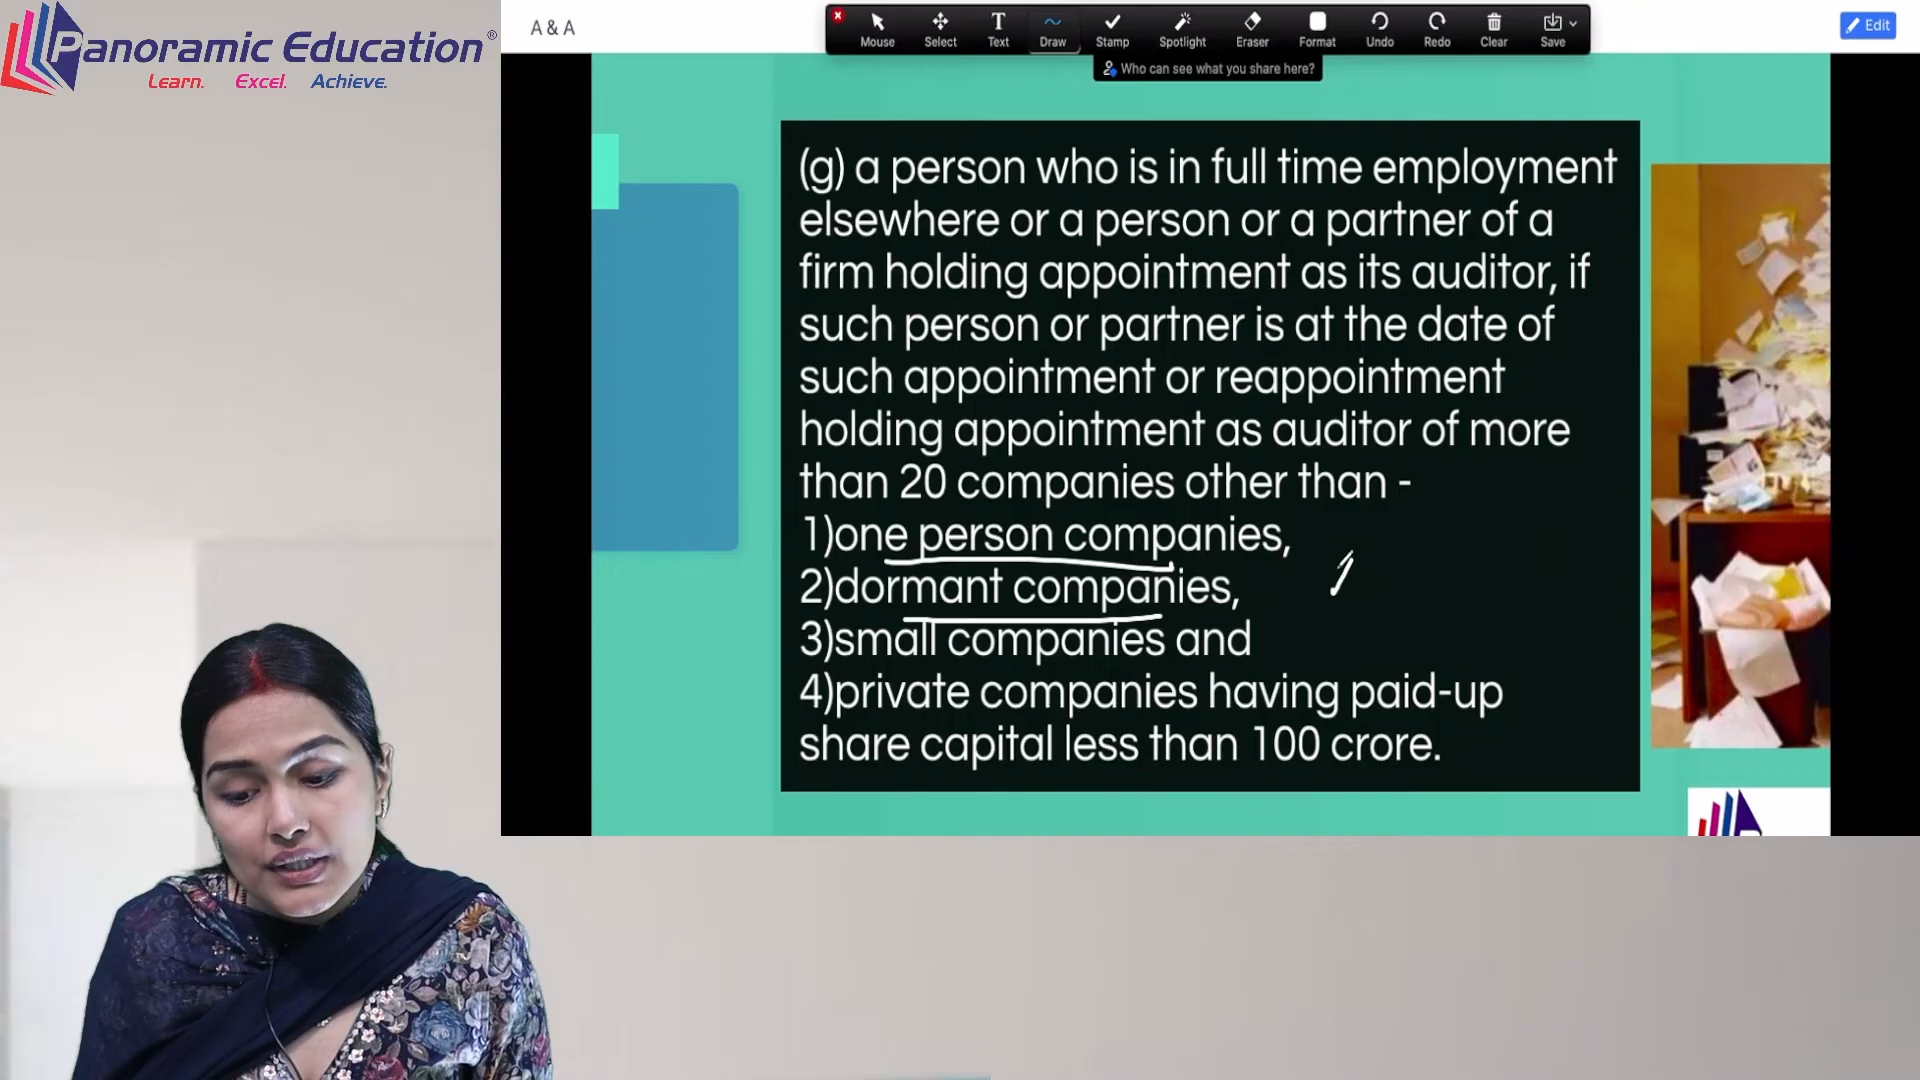 Panoramic Education®
Learn. Excel. Achieve.
A & A
Mouse Select Text Draw Stamp Spotlight Eraser Format Undo Redo Clear Save
Who can see what you share here?
Edit
(g) a person who is in full time employment
elsewhere or a person or a partner of a
firm holding appointment as its auditor, if
such person or partner is at the date of
such appointment or reappointment
holding appointment as auditor of more
than 20 companies other than -
1)one person companies,
2)dormant companies,
3)small companies and
4)private companies having paid-up
share capital less than 100 crore.